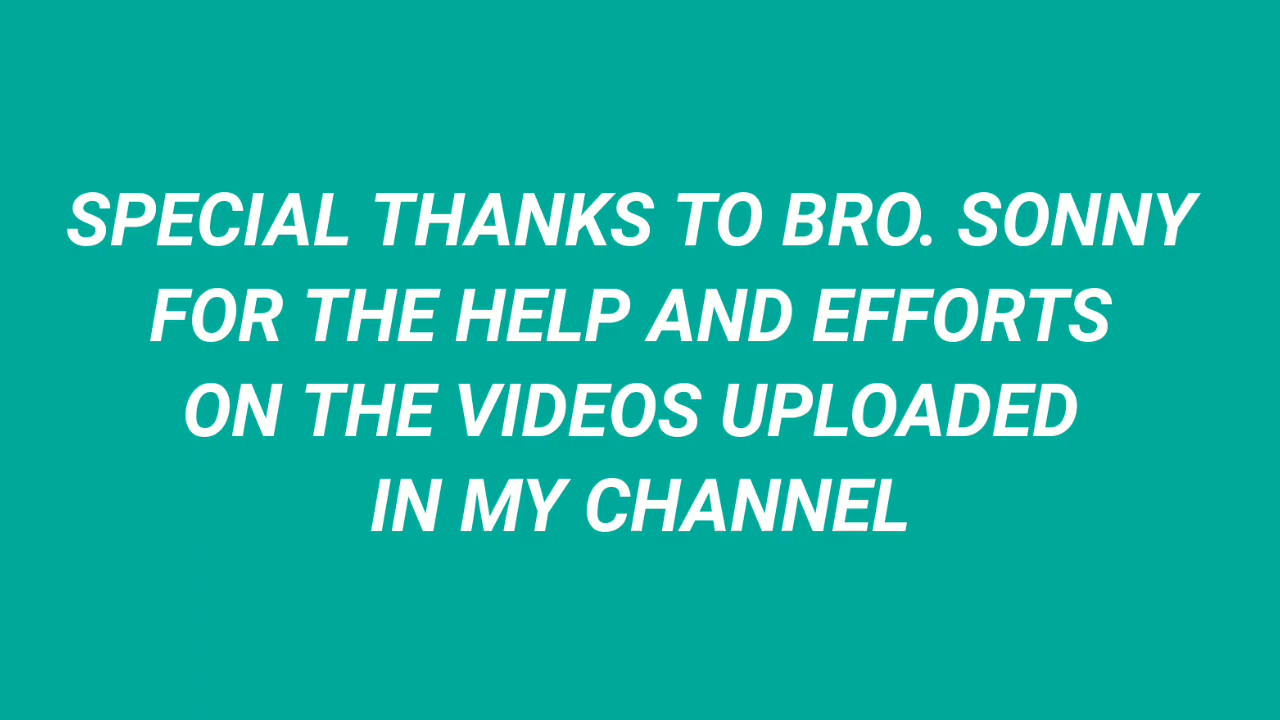 SPECIAL THANKS TO BRO. SONNY
FOR THE HELP AND EFFORTS
ON THE VIDEOS UPLOADED
IN MY CHANNEL